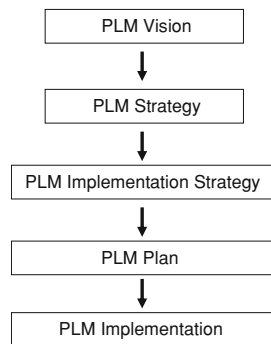 PLM Vision
PLM Strategy
PLM Implementation Strategy
PLM Plan
PLM Implementation